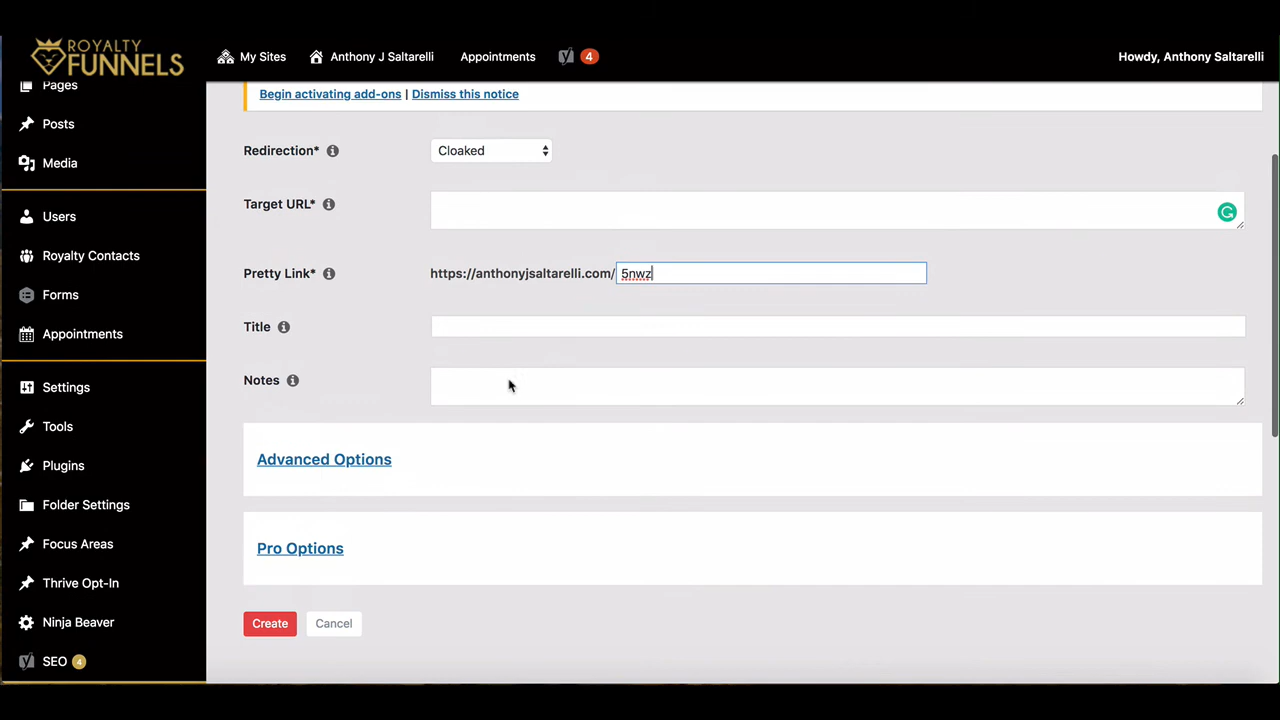 ROYALTY
FUNNELS
My Sites
Anthony J Saltarelli
Appointments
4
Howdy, Anthony Saltarelli
Pages
Posts
Media
Users
Royalty Contacts
Forms
Appointments
Settings
Tools
Plugins
Folder Settings
Focus Areas
Thrive Opt-In
Ninja Beaver
SEO 4
Begin activating add-ons | Dismiss this notice
Redirection* Cloaked
Target URL*
Pretty Link* https://anthonyjsaltarelli.com/ 5nwz
Title
Notes
Advanced Options
Pro Options
Create Cancel